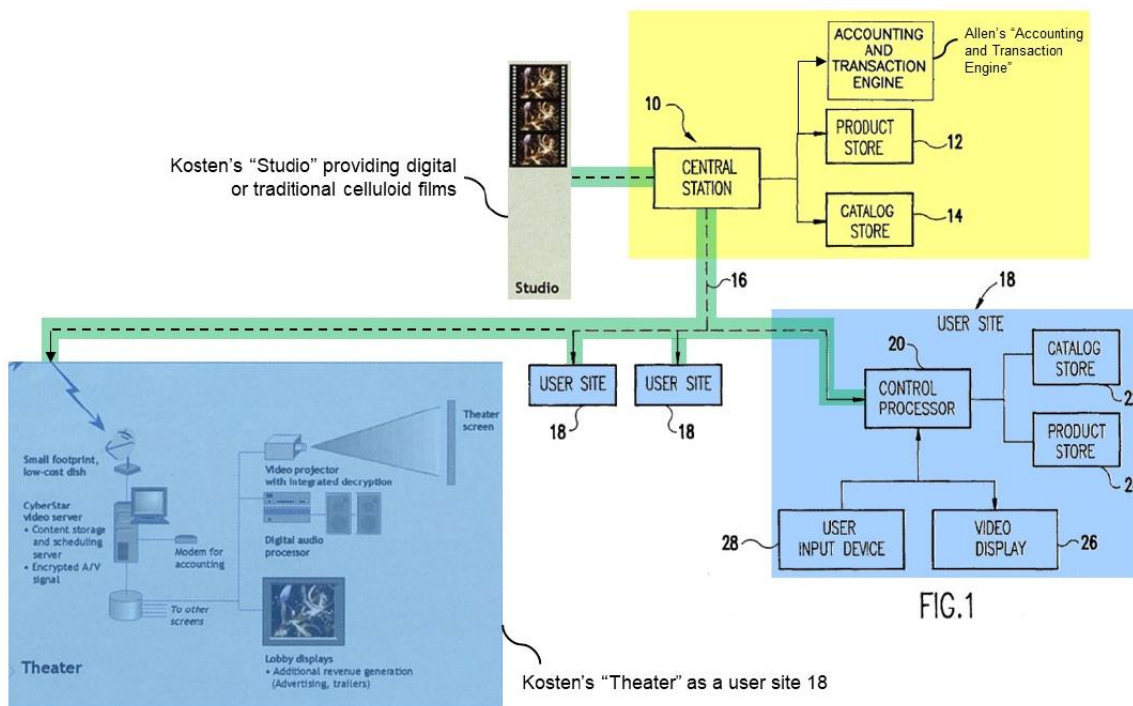 ACCOUNTING
AND
TRANSACTION
ENGINE
Allen's “Accounting
and Transaction
Engine”
10
PRODUCT
STORE
12
CENTRAL
STATION
CATALOG
STORE
14
Kosten's “Studio” providing digital
or traditional celluloid films
Studio
16
18
USER SITE
20
CATALOG
STORE
CONTROL
PROCESSOR
PRODUCT
STORE
USER SITE
18
USER SITE
18
28
USER
INPUT DEVICE
VIDEO
DISPLAY
26
FIG.1
Theater
screen
Small footprint,
low-cost dish
Video projector
with integrated decryption
CyberStar
video server
• Content storage
and scheduling
server
• Encrypted A/V
signal
Modem for
accounting
Digital audio
processor
To other
screens
Lobby displays
• Additional revenue generation
(Advertising, trailers)
Theater
Kosten's “Theater” as a user site 18